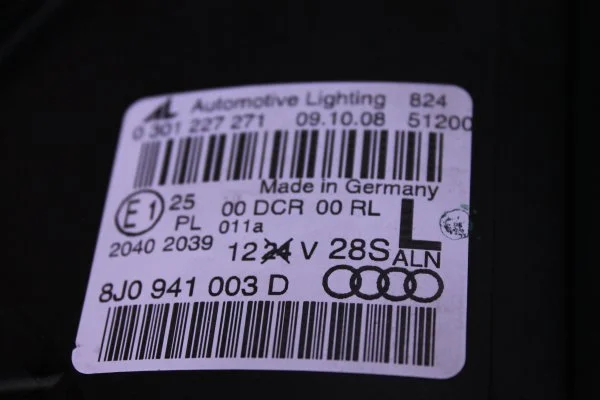 AL Automotive Lighting 824
0 301 227 271 09.10.08 51200
Made in Germany
E1 25 00 DCR 00 RL L
PL 011a
2040 2039 12 24 V 28S ALN
8J0 941 003 D